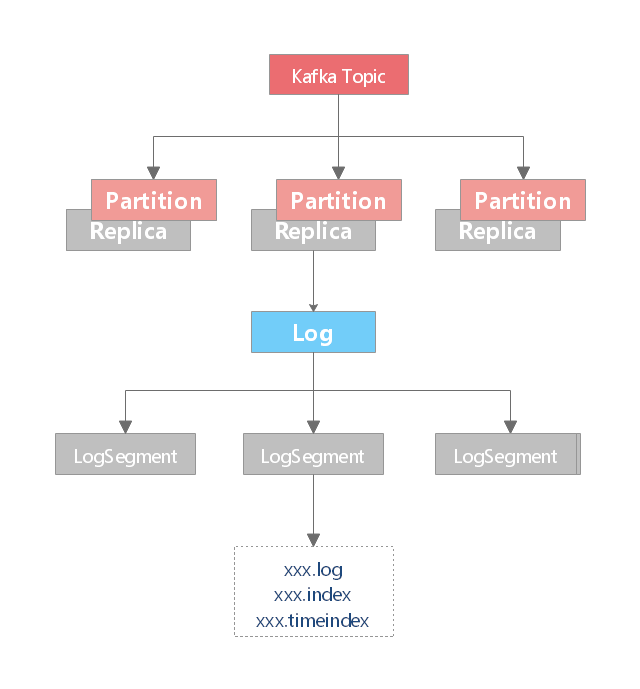 Kafka Topic
Partition
Partition
Partition
Replica
Replica
Replica
Log
LogSegment
LogSegment
LogSegment
xxx.log
xxx.index
xxx.timeindex